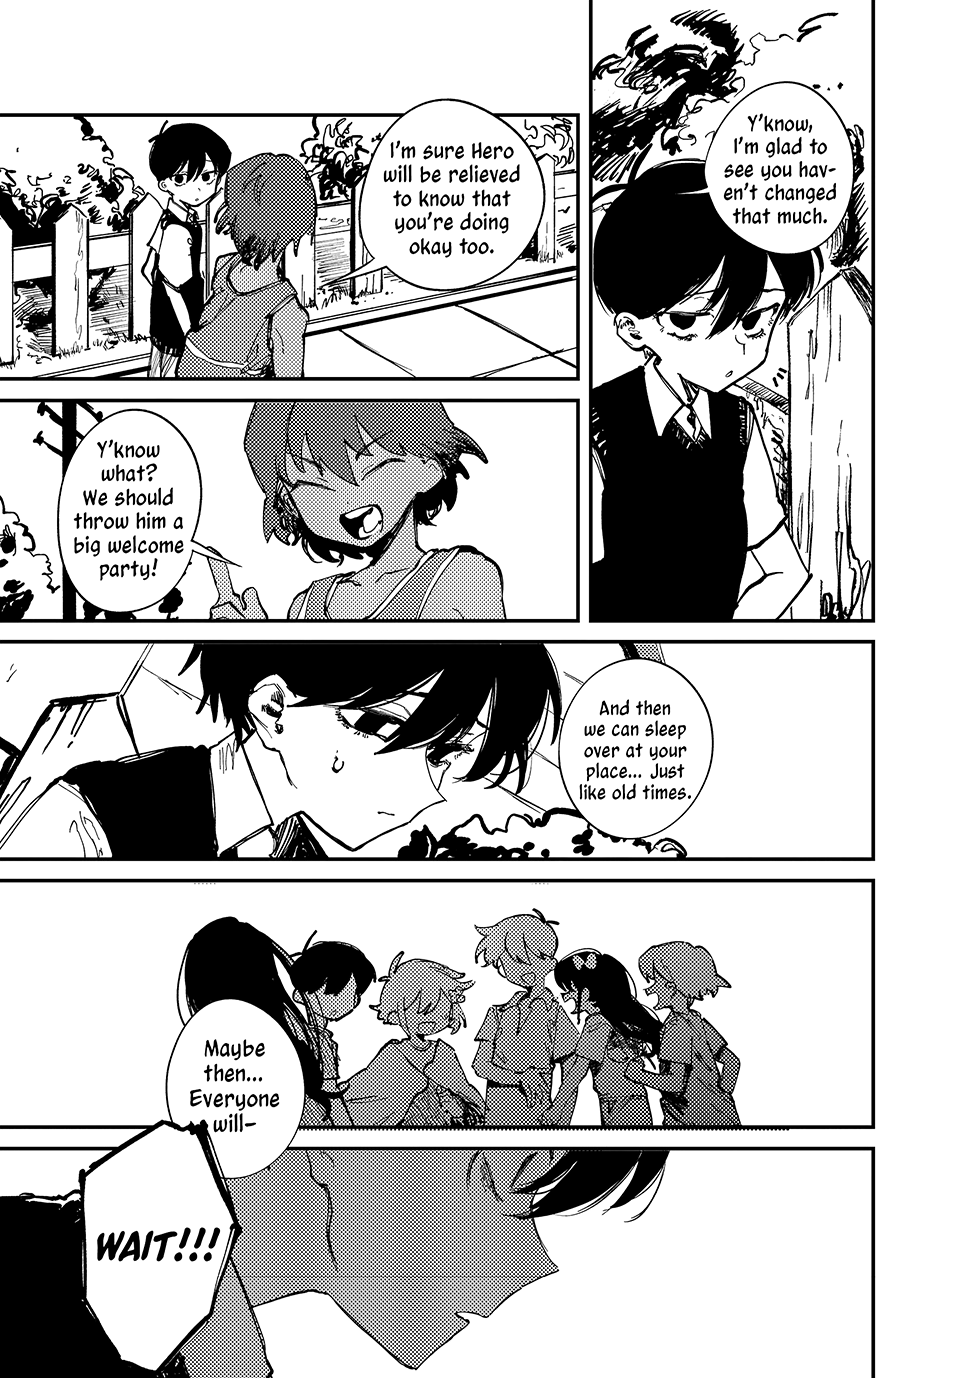 Y'know,
I'm glad to
see you hav-
en't changed
that much.
I'm sure Hero
will be relieved
to know that
you're doing
okay too.
Y'know
what?
We should
throw him a
big welcome
party!
And then
we can sleep
over at your
place... Just
like old times.
Maybe
then...
Everyone
will-
WAIT!!!